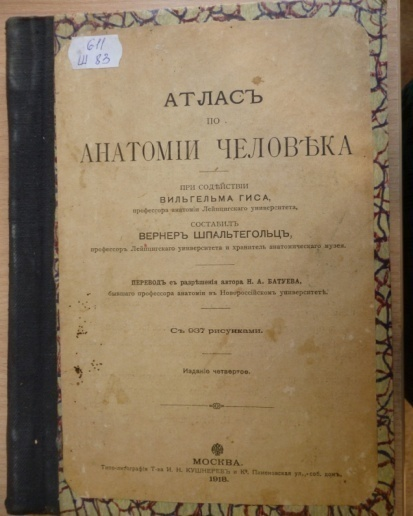 611
Ш 83
АТЛАСЪ
ПО
АНАТОМІИ ЧЕЛОВѢКА
ПРИ СОДѢЙСТВІИ
ВИЛЬГЕЛЬМА ГИСА,
профессора анатоміи Лейпцигскаго университета,
СОСТАВИЛЪ
ВЕРНЕРЪ ШПАЛЬТЕГОЛЬЦЪ,
профессоръ Лейпцигскаго университета и хранитель анатомическаго музея.
ПЕРЕВОДЪ съ разрѣшенія автора Н. А. БАТУЕВА,
бывшаго профессора анатоміи въ Новороссійскомъ университетѣ.
Съ 937 рисунками.
Изданіе четвертое.
МОСКВА.
Типо-литографія Т-ва И. Н. КУШНЕРЕВЪ и Ко. Пименовская ул., соб. домъ.
1918.